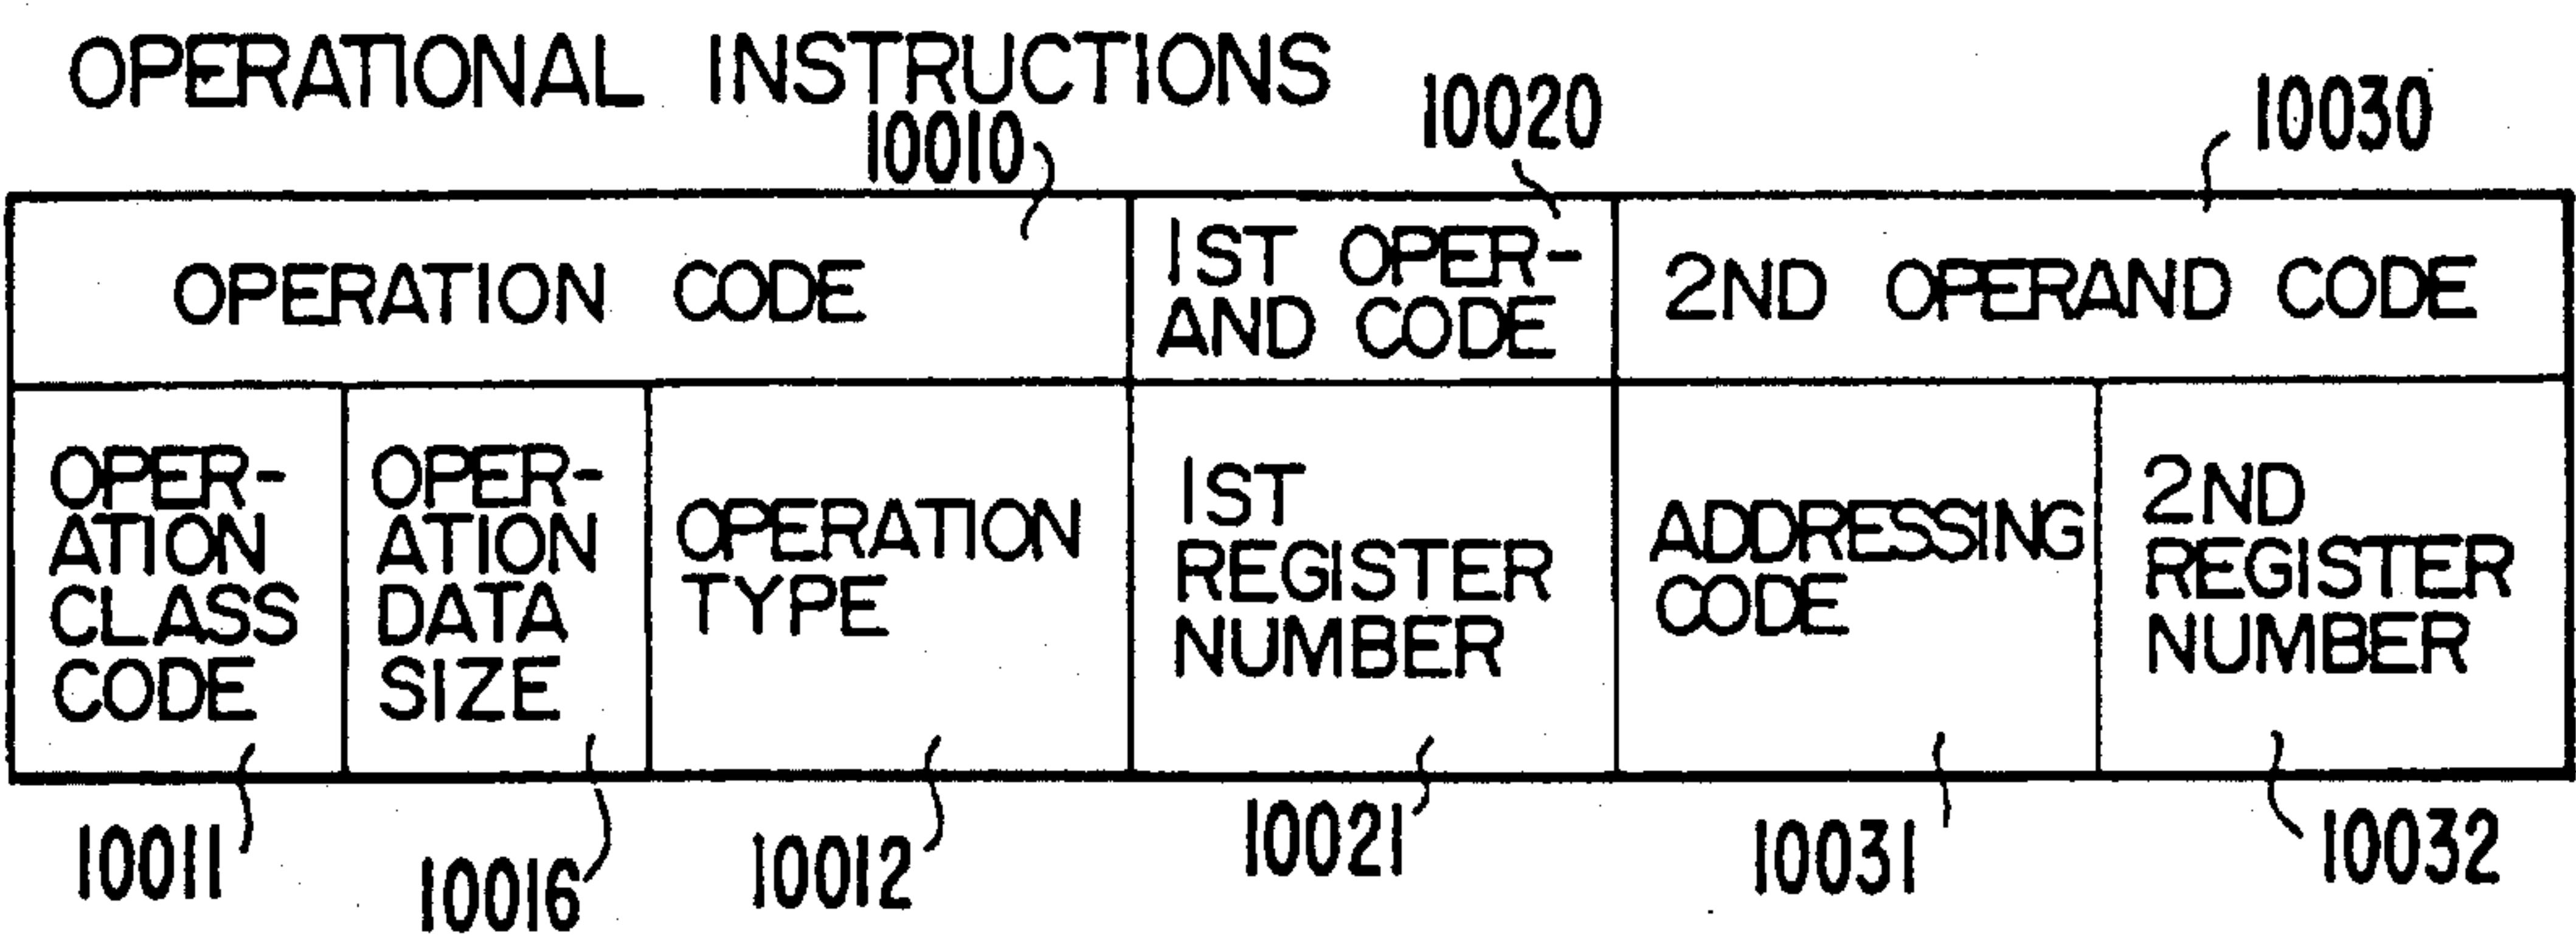 OPERATIONAL INSTRUCTIONS
10010
10020
10030
OPERATION CODE
1ST OPER-
AND CODE
2ND OPERAND CODE
OPER-
ATION
CLASS
CODE
OPER-
ATION
DATA
SIZE
OPERATION
TYPE
1ST
REGISTER
NUMBER
ADDRESSING
CODE
2ND
REGISTER
NUMBER
10011
10016
10012
10021
10031
10032